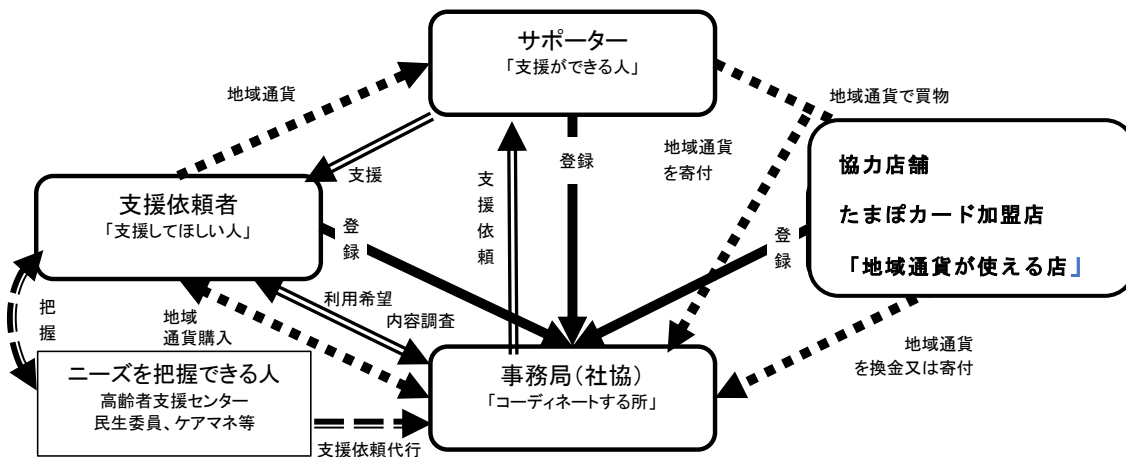 サポーター
「支援ができる人」
地域通貨
地域通貨で買物
支援
登録
地域通貨
を寄付
支援依頼
支援依頼者
「支援してほしい人」
協力店舗
たまぽカード加盟店
「地域通貨が使える店」
登録
登録
把握
利用希望
内容調査
地域
通貨購入
地域通貨
を換金又は寄付
ニーズを把握できる人
高齢者支援センター
民生委員、ケアマネ等
事務局(社協)
「コーディネートする所」
支援依頼代行